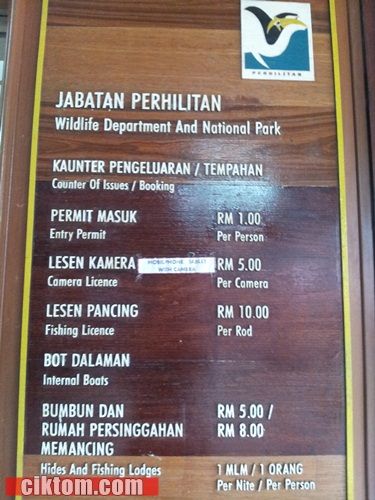 PERHILITAN
JABATAN PERHILITAN
Wildlife Department And National Park
KAUNTER PENGELUARAN / TEMPAHAN
Counter Of Issues / Booking
PERMIT MASUK RM 1.00
Entry Permit Per Person
LESEN KAMERA MOBILPHONE TABLET WITH CAMERA RM 5.00
Camera Licence Per Camera
LESEN PANCING RM 10.00
Fishing Licence Per Rod
BOT DALAMAN
Internal Boats
BUMBUN DAN RM 5.00 /
RUMAH PERSINGGAHAN RM 8.00
MEMANCING
Hides And Fishing Lodges 1 MLM / 1 ORANG
Per Nite / Per Person
ciktom.com